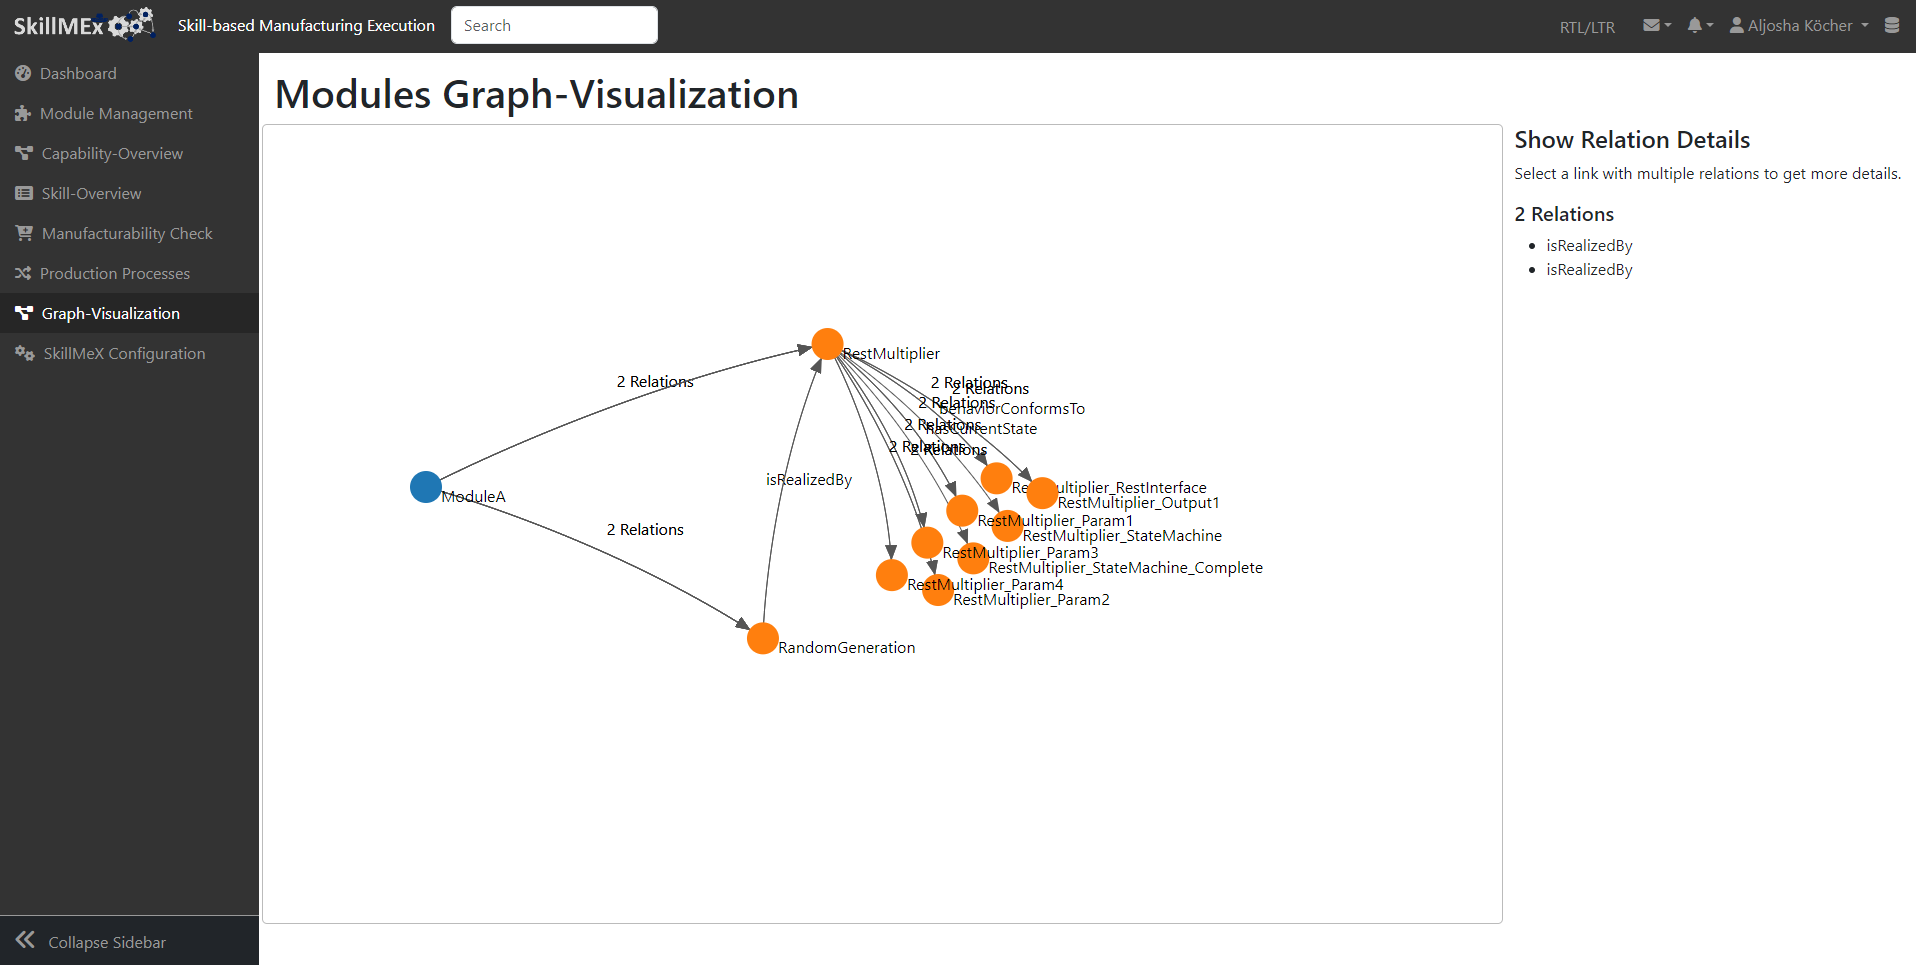 SkillMEx Skill-based Manufacturing Execution Search RTL/LTR Aljosha Köcher
Dashboard
Module Management
Capability-Overview
Skill-Overview
Manufacturability Check
Production Processes
Graph-Visualization
SkillMeX Configuration
Collapse Sidebar
Modules Graph-Visualization
RestMultiplier
2 Relations
2 Relations
2 Relations
2 Relations
behaviorConformsTo
2 Relations
hasCurrentState
2 Relations
2 Relations
isRealizedBy
ModuleA
RestMultiplier_RestInterface
RestMultiplier_Output1
RestMultiplier_Param1
2 Relations
RestMultiplier_StateMachine
RestMultiplier_Param3
RestMultiplier_StateMachine_Complete
RestMultiplier_Param4
RestMultiplier_Param2
RandomGeneration
Show Relation Details
Select a link with multiple relations to get more details.
2 Relations
isRealizedBy
isRealizedBy